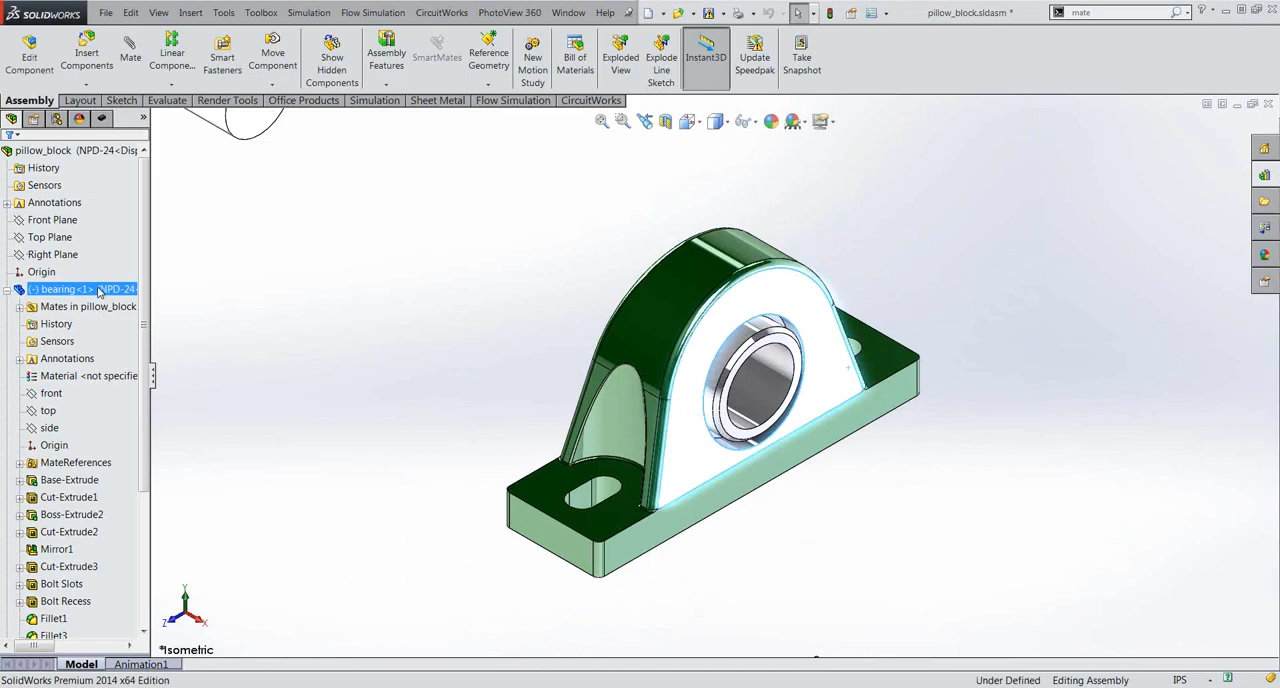 SOLIDWORKS File Edit View Insert Tools Toolbox Simulation Flow Simulation CircuitWorks PhotoView 360 Window Help pillow_block.sldasm * mate
Edit Component
Insert Components
Mate
Linear Compone...
Smart Fasteners
Move Component
Show Hidden Components
Assembly Features
SmartMates
Reference Geometry
New Motion Study
Bill of Materials
Exploded View
Explode Line Sketch
Instant3D
Update Speedpak
Take Snapshot
Assembly Layout Sketch Evaluate Render Tools Office Products Simulation Sheet Metal Flow Simulation CircuitWorks
pillow_block (NPD-24<Disp
History
Sensors
Annotations
Front Plane
Top Plane
Right Plane
Origin
(-) bearing<1> (NPD-24-
Mates in pillow_block
History
Sensors
Annotations
Material <not specifie
front
top
side
Origin
MateReferences
Base-Extrude
Cut-Extrude1
Boss-Extrude2
Cut-Extrude2
Mirror1
Cut-Extrude3
Bolt Slots
Bolt Recess
Fillet1
Fillet3
Y
Z X
*Isometric
Model Animation1
SolidWorks Premium 2014 x64 Edition Under Defined Editing Assembly IPS